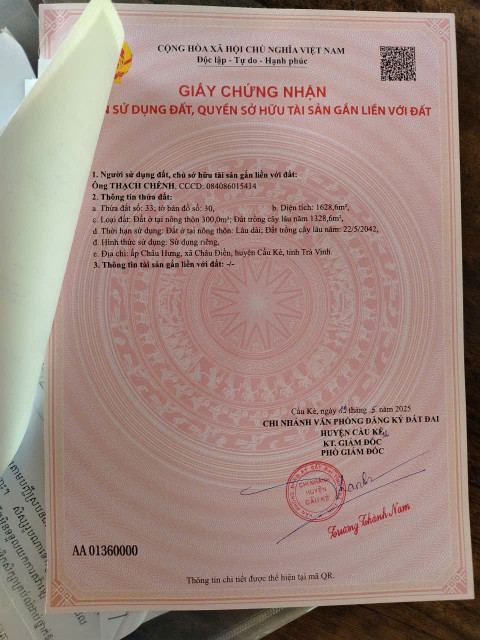 CỘNG HÒA XÃ HỘI CHỦ NGHĨA VIỆT NAM
Độc lập - Tự do - Hạnh phúc
GIẤY CHỨNG NHẬN
SỬ DỤNG ĐẤT, QUYỀN SỞ HỮU TÀI SẢN GẮN LIỀN VỚI ĐẤT
1. Người sử dụng đất, chủ sở hữu tài sản gắn liền với đất:
Ông THẠCH CHÊNH, CCCD: 084086015414
2. Thông tin thửa đất:
a. Thửa đất số: 33, tờ bản đồ số: 30, b. Diện tích: 1628,6m²,
c. Loại đất: Đất ở tại nông thôn 300,0m²; Đất trồng cây lâu năm 1328,6m²,
d. Thời hạn sử dụng: Đất ở tại nông thôn: Lâu dài; Đất trồng cây lâu năm: 22/5/2042,
đ. Hình thức sử dụng: Sử dụng riêng,
e. Địa chỉ: ấp Châu Hưng, xã Châu Điền, huyện Cầu Kè, tỉnh Trà Vinh.
3. Thông tin tài sản gắn liền với đất: -/-
Cầu Kè, ngày tháng 5 năm 2025
CHI NHÁNH VĂN PHÒNG ĐĂNG KÝ ĐẤT ĐAI
HUYỆN CẦU KÈ
KT. GIÁM ĐỐC
PHÓ GIÁM ĐỐC
CHI NHÁNH
HUYỆN
CẦU KÈ
Trương Thành Nam
AA 01360000
Thông tin chi tiết được thể hiện tại mã QR.